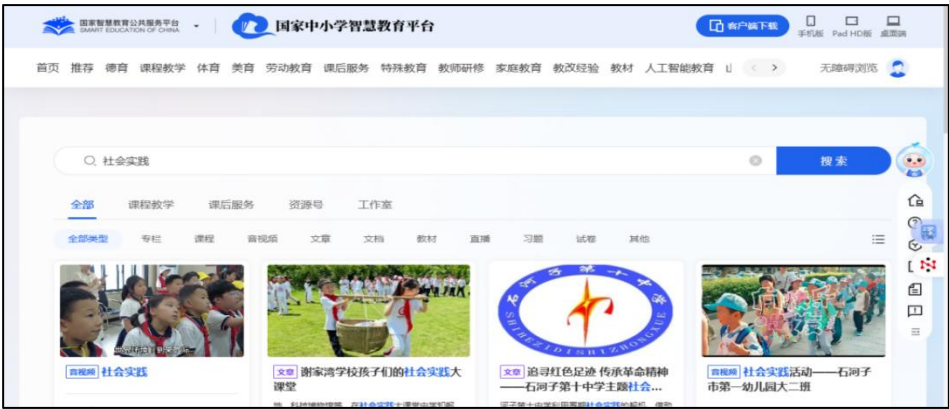 国家智慧教育公共服务平台
SMART EDUCATION OF CHINA
国家中小学智慧教育平台
客户端下载
手机版 Pad HD版 桌面端
首页 推荐 德育 课程教学 体育 美育 劳动教育 课后服务 特殊教育 教师研修 家庭教育 教改经验 教材 人工智能教育
无障碍浏览
社会实践
搜索
全部 课程教学 课后服务 资源号 工作室
全部类型 专栏 课程 音视频 文章 文档 教材 直播 习题 试卷 其他
石河子第十中学
SHIHEZIDISHIZHONGXUE
音视频 社会实践
文章 谢家湾学校孩子们的社会实践大
课堂
文章 追寻红色足迹 传承革命精神
——石河子第十中学主题社会...
音视频 社会实践活动——石河子
市第一幼儿园大二班